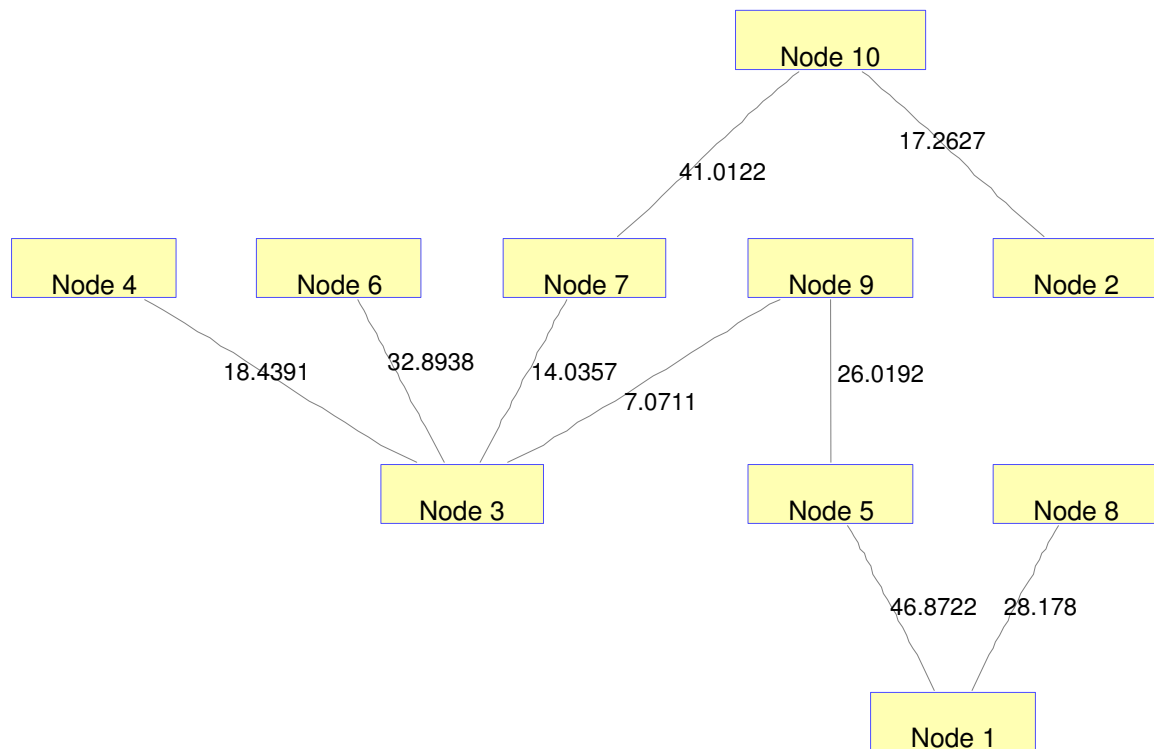 Node 10
17.2627
41.0122
Node 4
Node 6
Node 7
Node 9
Node 2
18.4391
32.8938
14.0357
7.0711
26.0192
Node 3
Node 5
Node 8
46.8722
28.178
Node 1